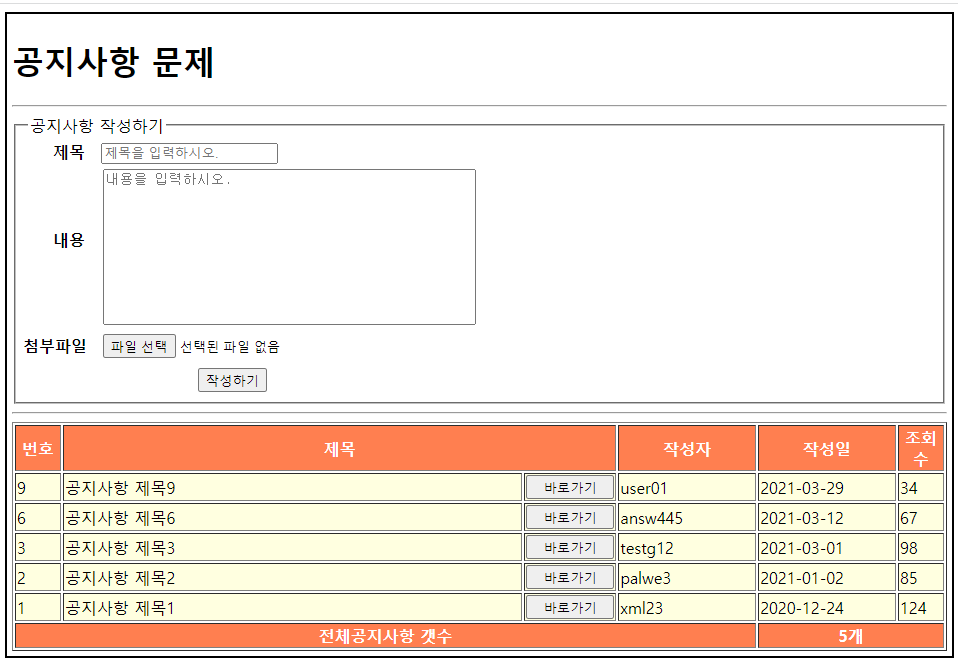 공지사항 문제
공지사항 작성하기
제목 제목을 입력하시오.
내용 내용을 입력하시오.
첨부파일 파일 선택 선택된 파일 없음
작성하기
번호 제목 작성자 작성일 조회
수
9 공지사항 제목9 바로가기 user01 2021-03-29 34
6 공지사항 제목6 바로가기 answ445 2021-03-12 67
3 공지사항 제목3 바로가기 testg12 2021-03-01 98
2 공지사항 제목2 바로가기 palwe3 2021-01-02 85
1 공지사항 제목1 바로가기 xml23 2020-12-24 124
전체공지사항 갯수 5개